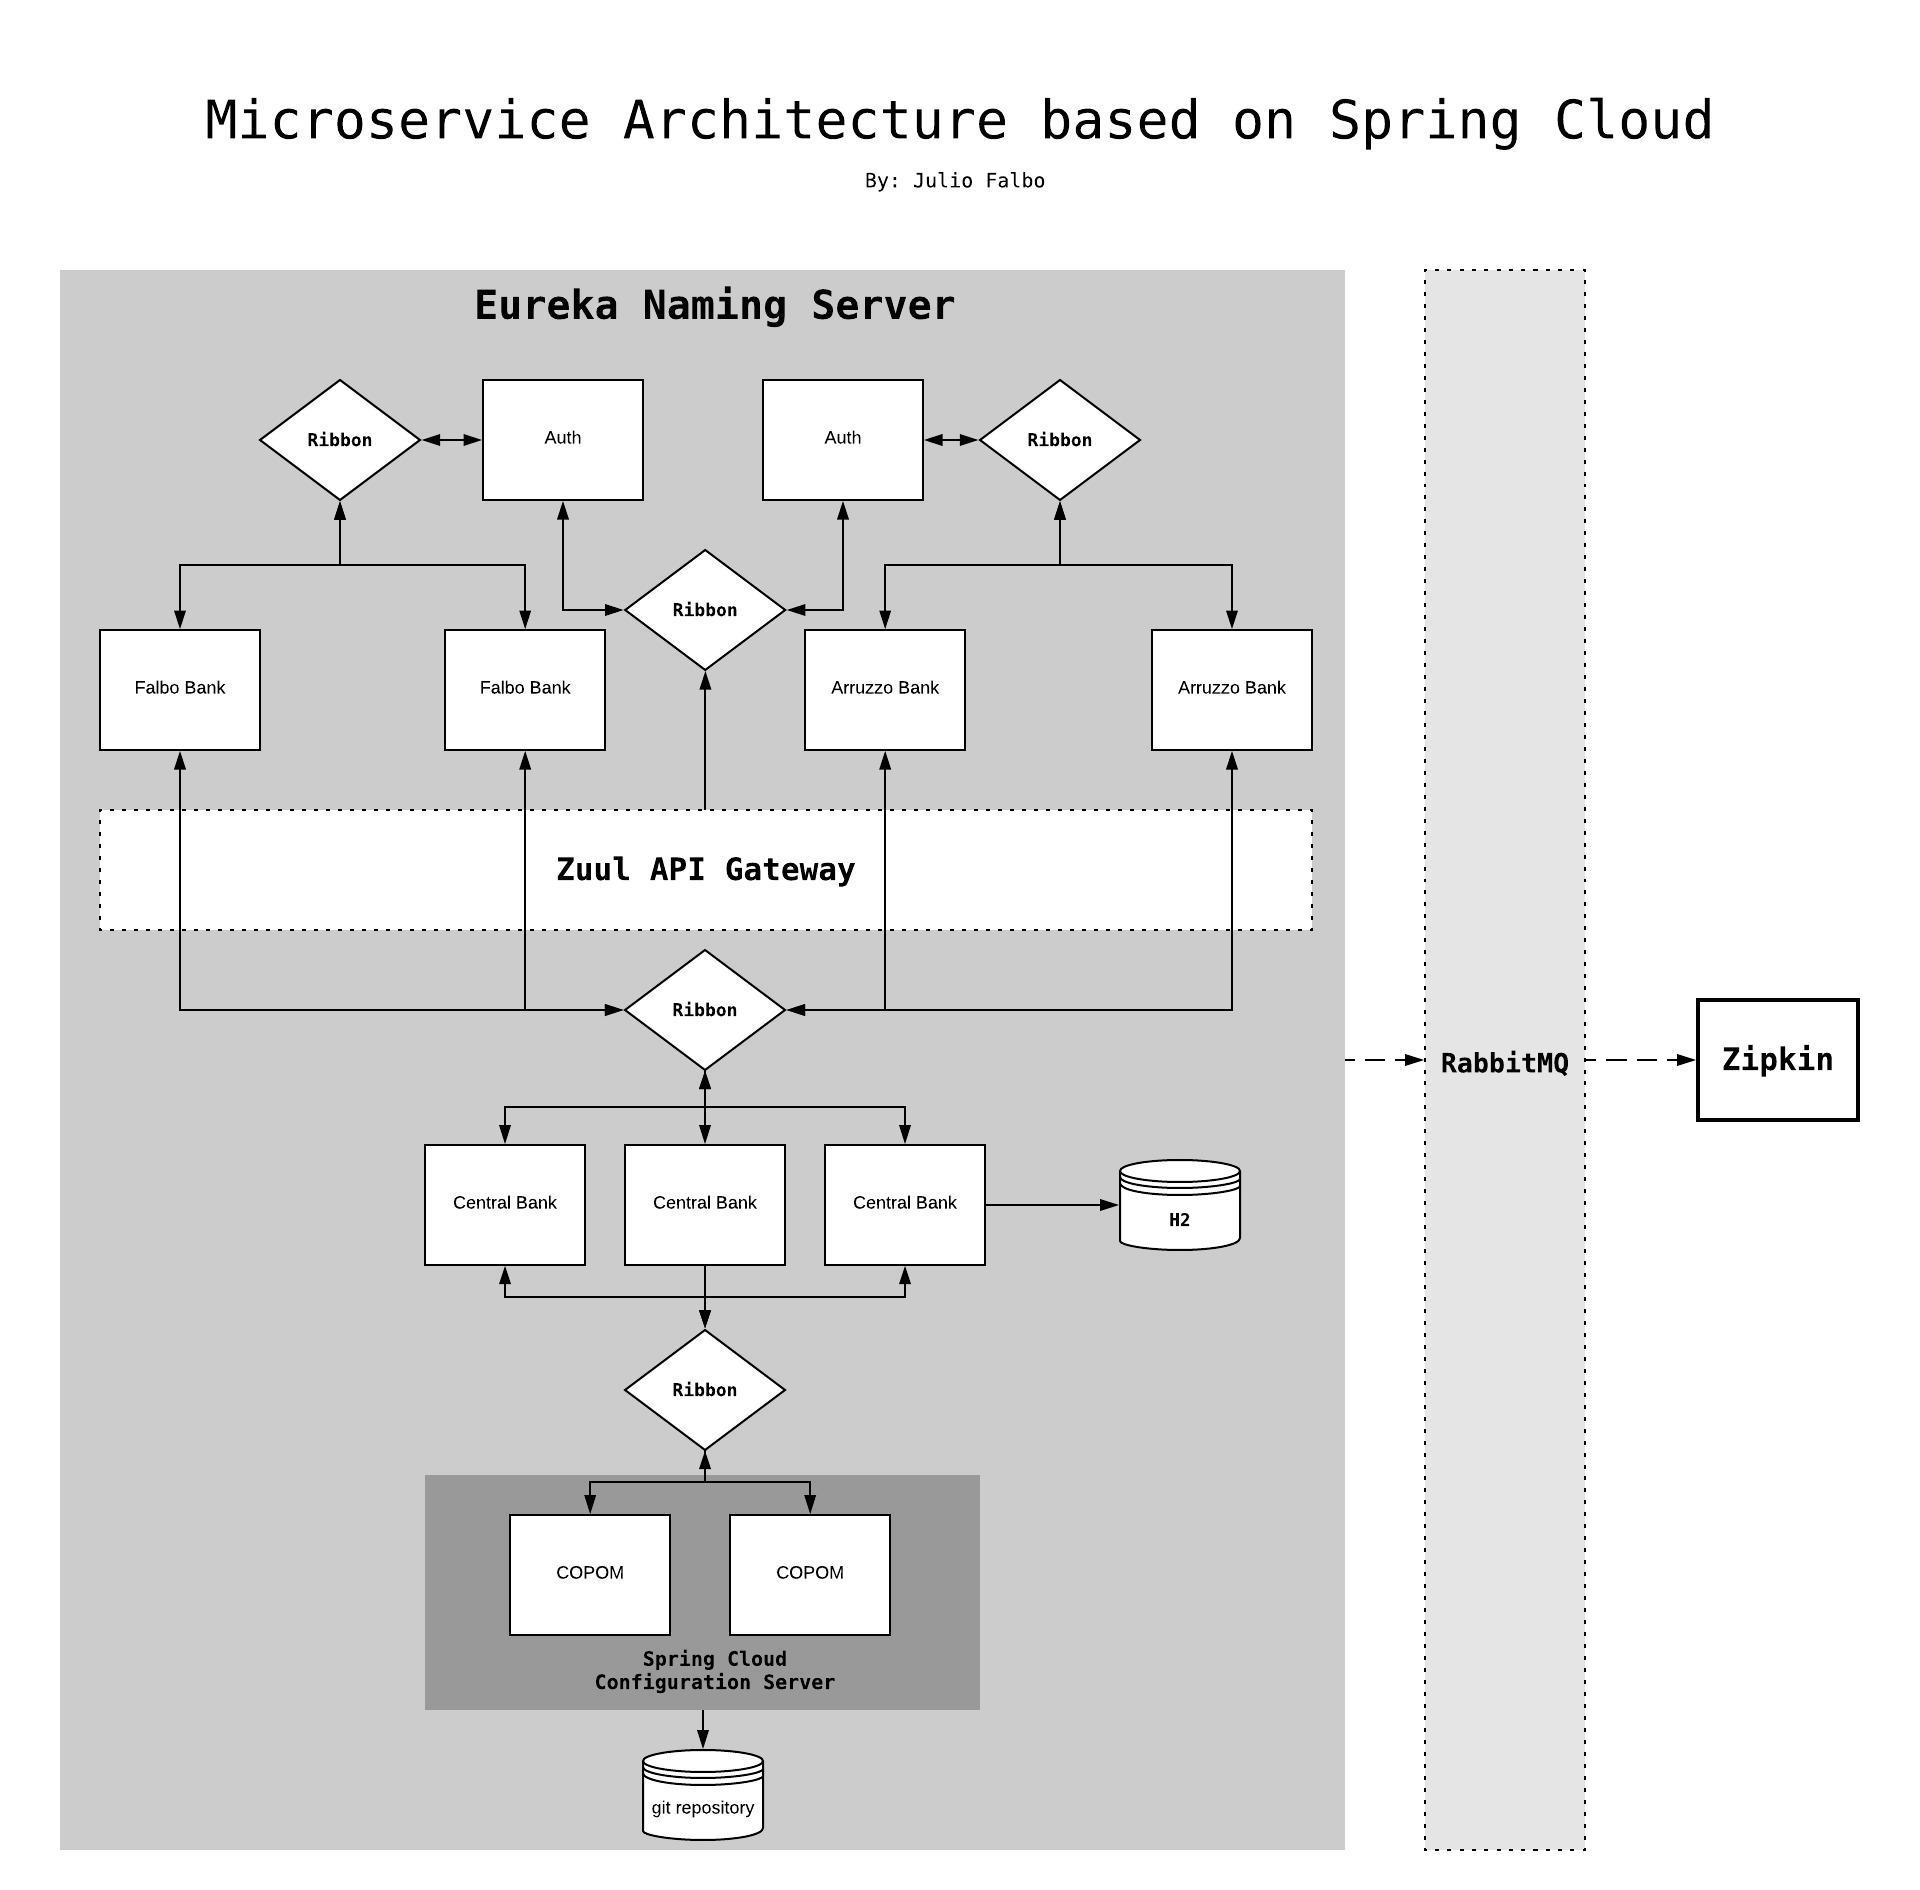 Microservice Architecture based on Spring Cloud
By: Julio Falbo
Eureka Naming Server
Ribbon
Auth
Auth
Ribbon
Ribbon
Falbo Bank
Falbo Bank
Arruzzo Bank
Arruzzo Bank
Zuul API Gateway
Ribbon
RabbitMQ
Zipkin
Central Bank
Central Bank
Central Bank
H2
Ribbon
COPOM
COPOM
Spring Cloud
Configuration Server
git repository